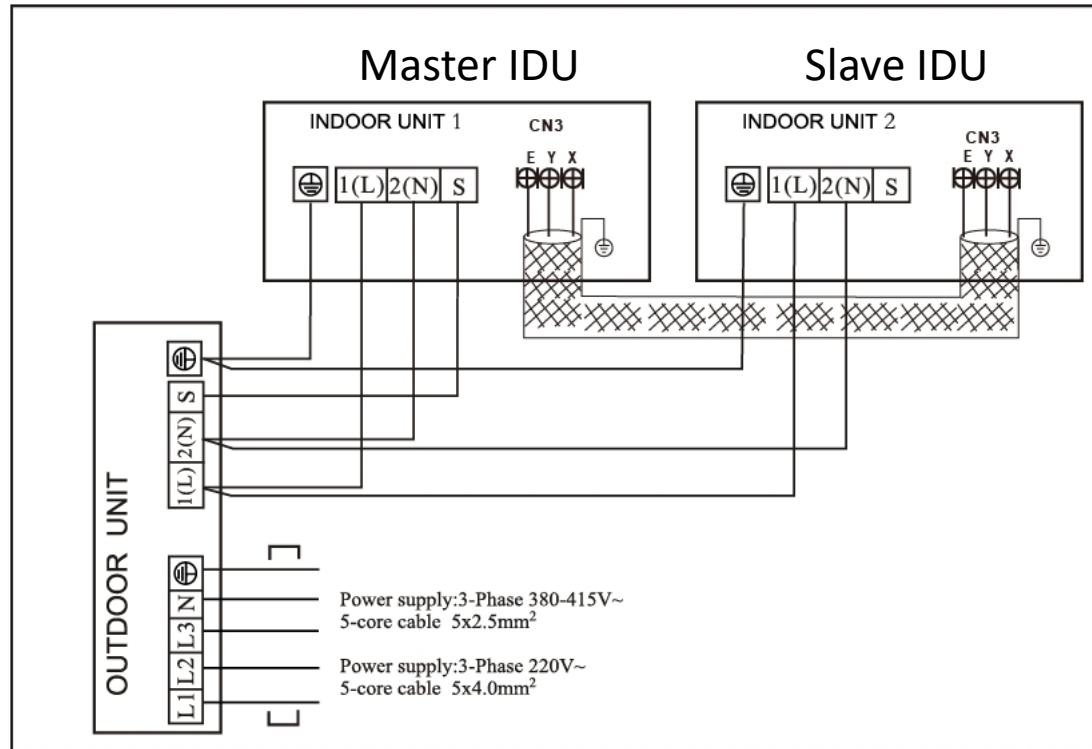 Master IDU
Slave IDU
INDOOR UNIT 1
CN3
E Y X
1(L) 2(N) S
INDOOR UNIT 2
CN3
E Y X
1(L) 2(N) S
OUTDOOR UNIT
S
2(N)
1(L)
N
L3
L2
L1
Power supply:3-Phase 380-415V~
5-core cable 5x2.5mm²
Power supply:3-Phase 220V~
5-core cable 5x4.0mm²